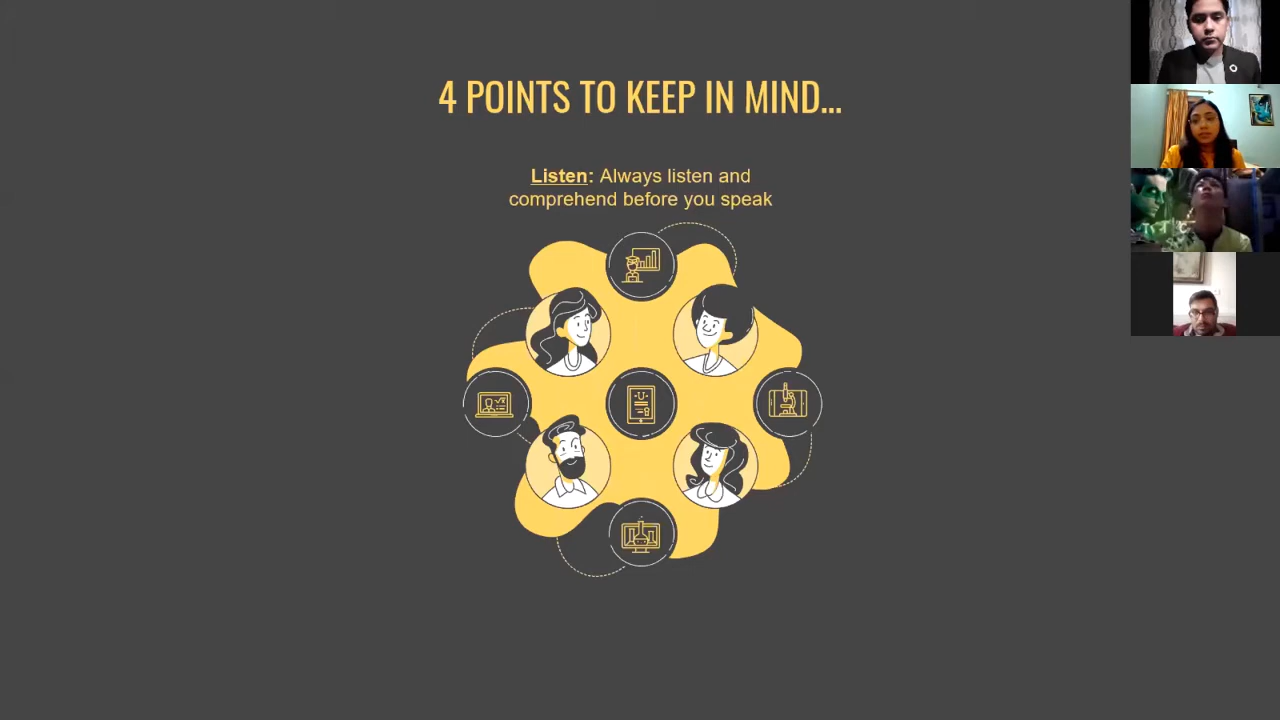 4 POINTS TO KEEP IN MIND...
Listen: Always listen and
comprehend before you speak